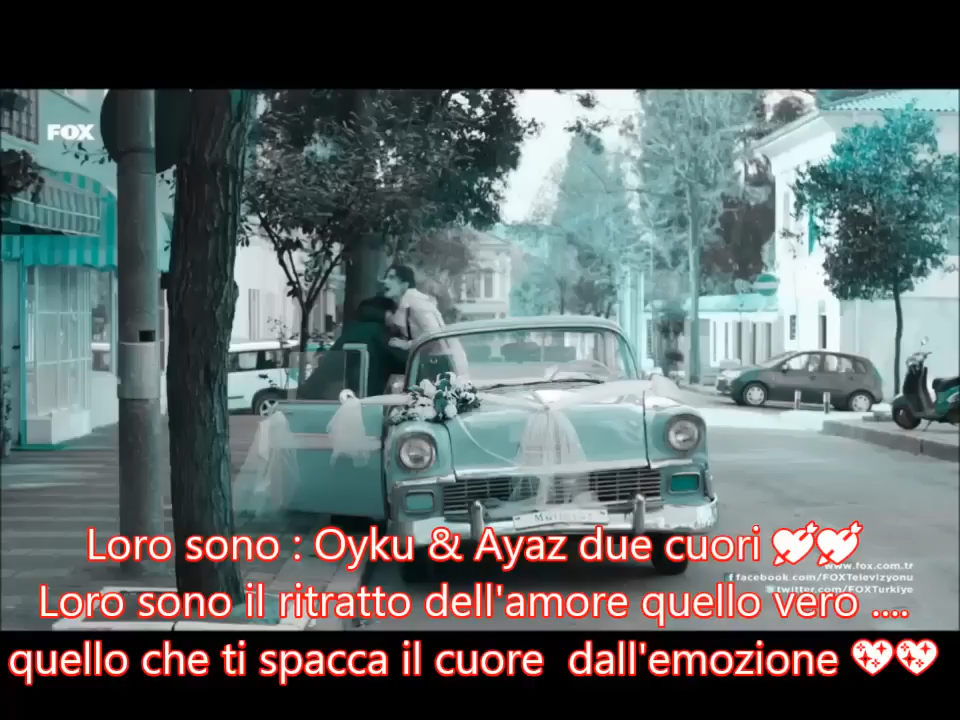 FOX
Loro sono : Oyku & Ayaz due cuori 💘💘
www.fox.com.tr
facebook.com/FOXTelevizyonu
twitter.com/FOXTurkiye
Loro sono il ritratto dell'amore quello vero ....
quello che ti spacca il cuore dall'emozione 💖💖